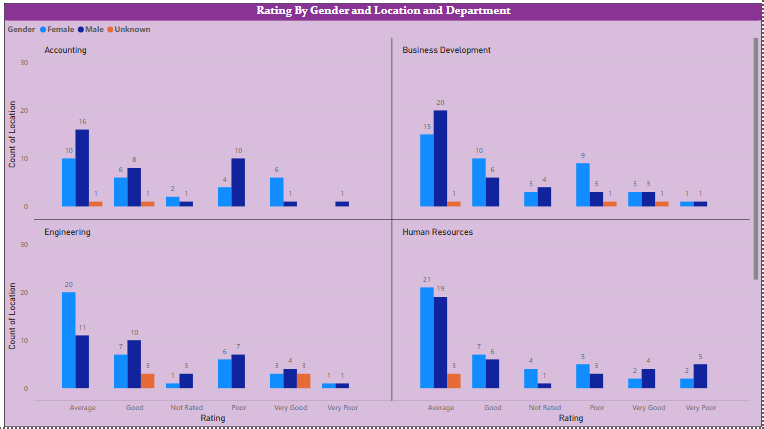 Rating By Gender and Location and Department
Gender Female Male Unknown
Accounting
Business Development
Count of Location
30
20
10
0
10 16 1
6 8 1
2 1
4 10
6 1
1
15 20 1
10 6
3 4
9 3 1
3 3 1
1 1
Engineering
Human Resources
Count of Location
30
20
10
0
20 11
7 10 3
1 3
6 7
3 4 3
1 1
21 19 3
7 6
4 1
5 3
2 4
2 5
Average Good Not Rated Poor Very Good Very Poor
Average Good Not Rated Poor Very Good Very Poor
Rating
Rating